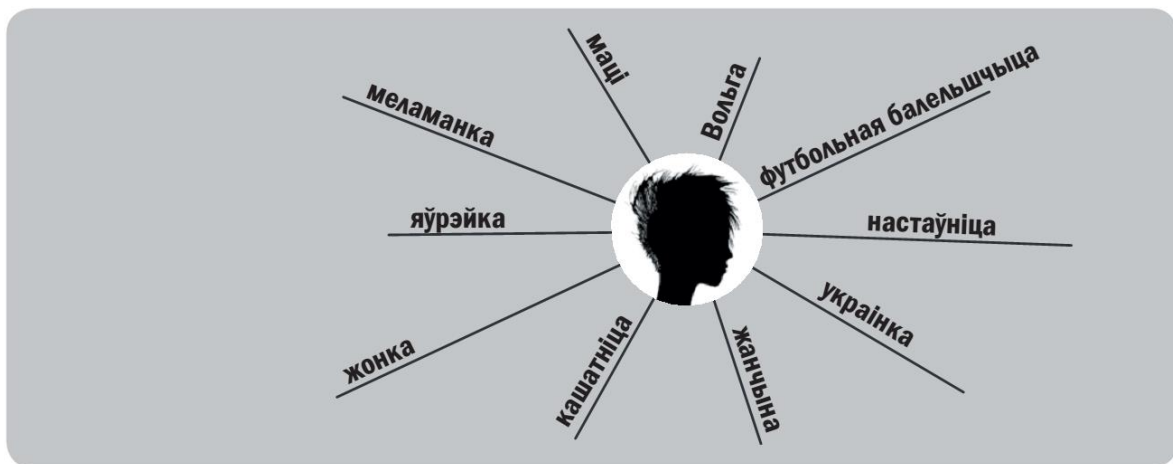 маці
Вольга
футбольная балельшчыца
меламанка
яўрэйка
настаўніца
украінка
жонка
кашатніца
жанчына